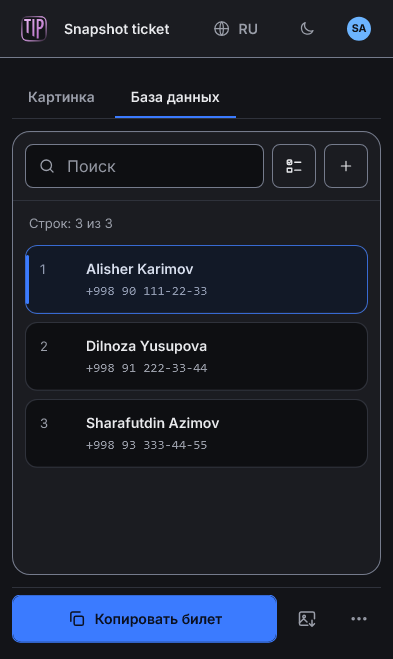 TIP Snapshot ticket RU SA
Картинка База данных
Поиск
Строк: 3 из 3
1 Alisher Karimov
+998 90 111-22-33
2 Dilnoza Yusupova
+998 91 222-33-44
3 Sharafutdin Azimov
+998 93 333-44-55
Копировать билет